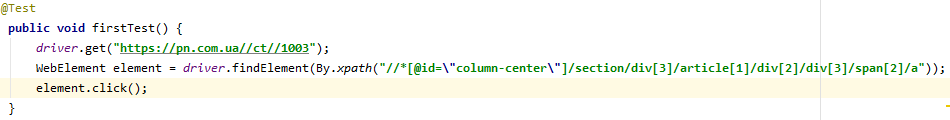 @Test
public void firstTest() {
driver.get("https://pn.com.ua//ct//1003");
WebElement element = driver.findElement(By.xpath("//*[@id=\"column-center\"]/section/div[3]/article[1]/div[2]/div[3]/span[2]/a"));
element.click();
}